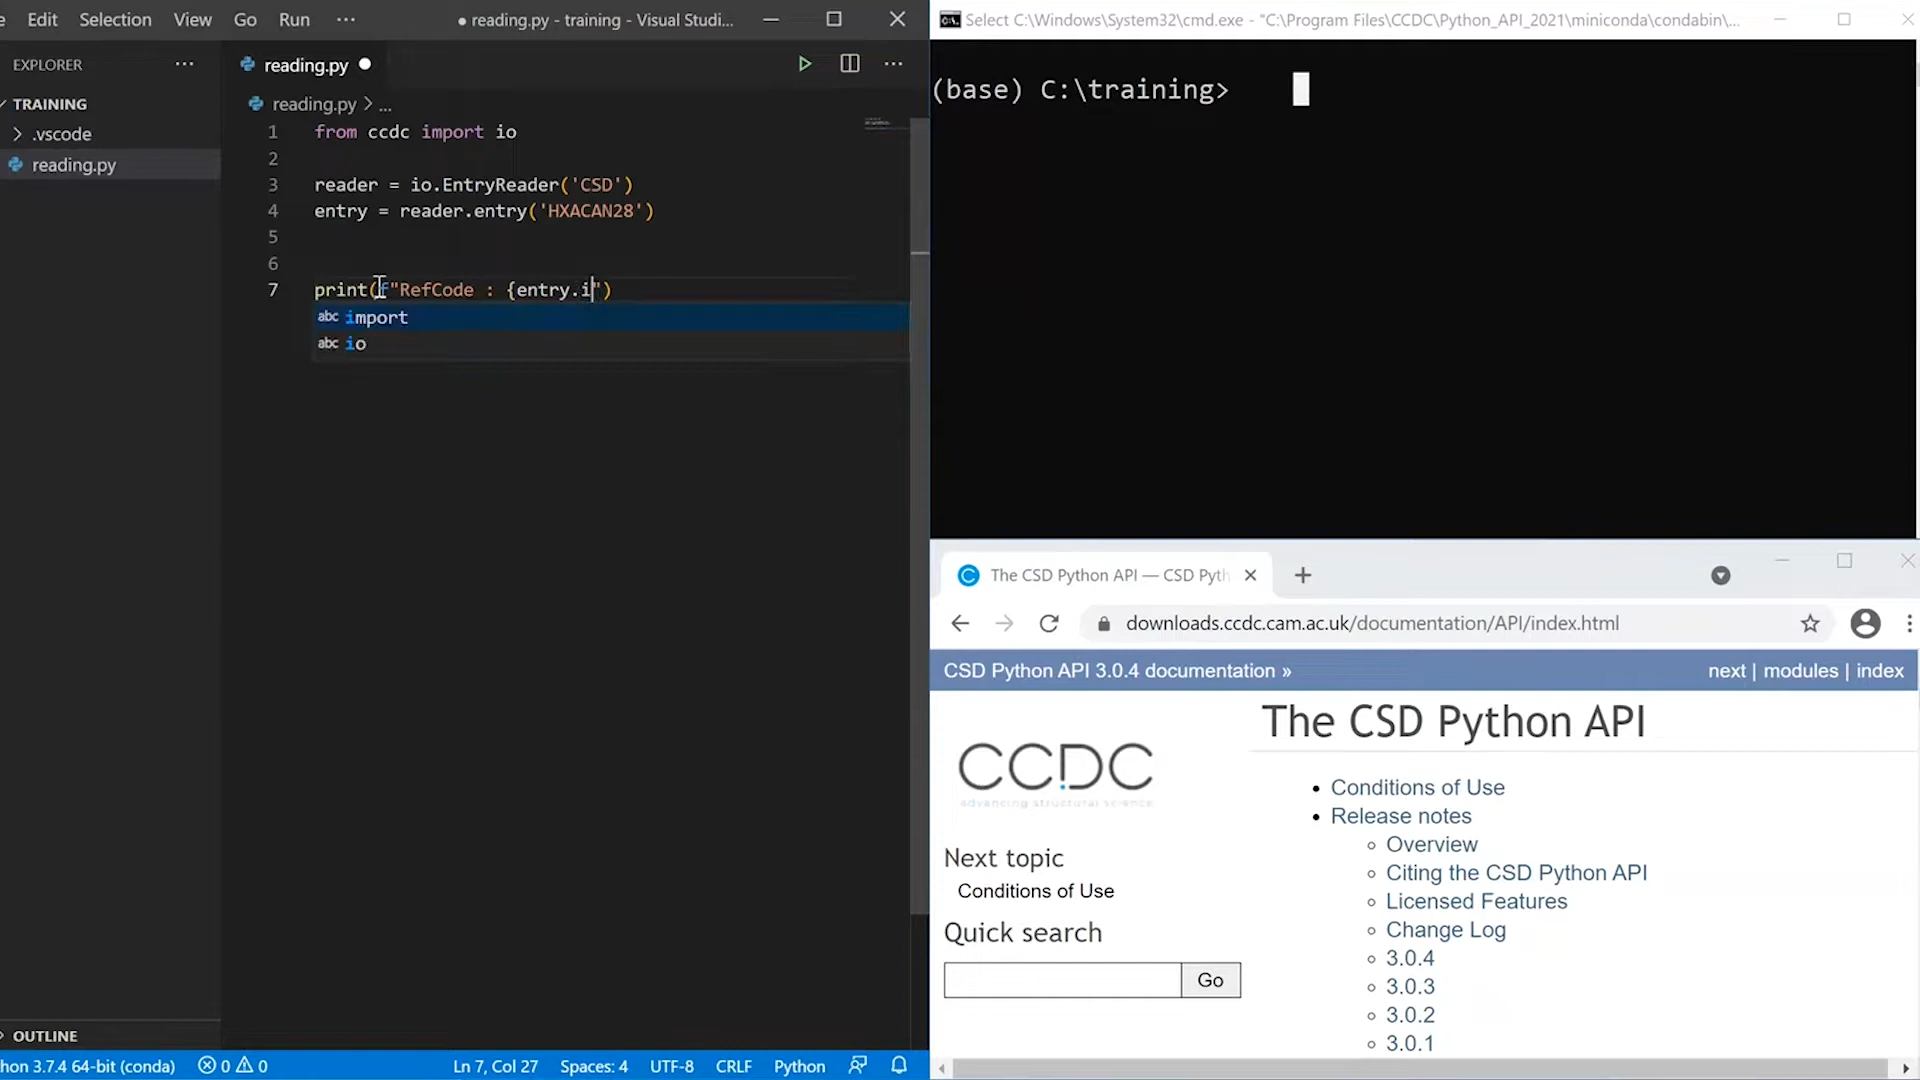 Edit Selection View Go Run ··· ● reading.py - training - Visual Studi...
EXPLORER ···
TRAINING
.vscode
reading.py
reading.py ●
reading.py > ...
1 from ccdc import io
2
3 reader = io.EntryReader('CSD')
4 entry = reader.entry('HXACAN28')
5
6
7 print(f"RefCode : {entry.i")
abc import
abc io
OUTLINE
hon 3.7.4 64-bit (conda) 0 0 Ln 7, Col 27 Spaces: 4 UTF-8 CRLF Python
Select C:\Windows\System32\cmd.exe - "C:\Program Files\CCDC\Python_API_2021\miniconda\condabin\...
(base) C:\training>
The CSD Python API — CSD Pyth
downloads.ccdc.cam.ac.uk/documentation/API/index.html
CSD Python API 3.0.4 documentation » next | modules | index
CCDC
advancing structural science
Next topic
Conditions of Use
Quick search
Go
The CSD Python API
• Conditions of Use
• Release notes
◦ Overview
◦ Citing the CSD Python API
◦ Licensed Features
◦ Change Log
◦ 3.0.4
◦ 3.0.3
◦ 3.0.2
◦ 3.0.1